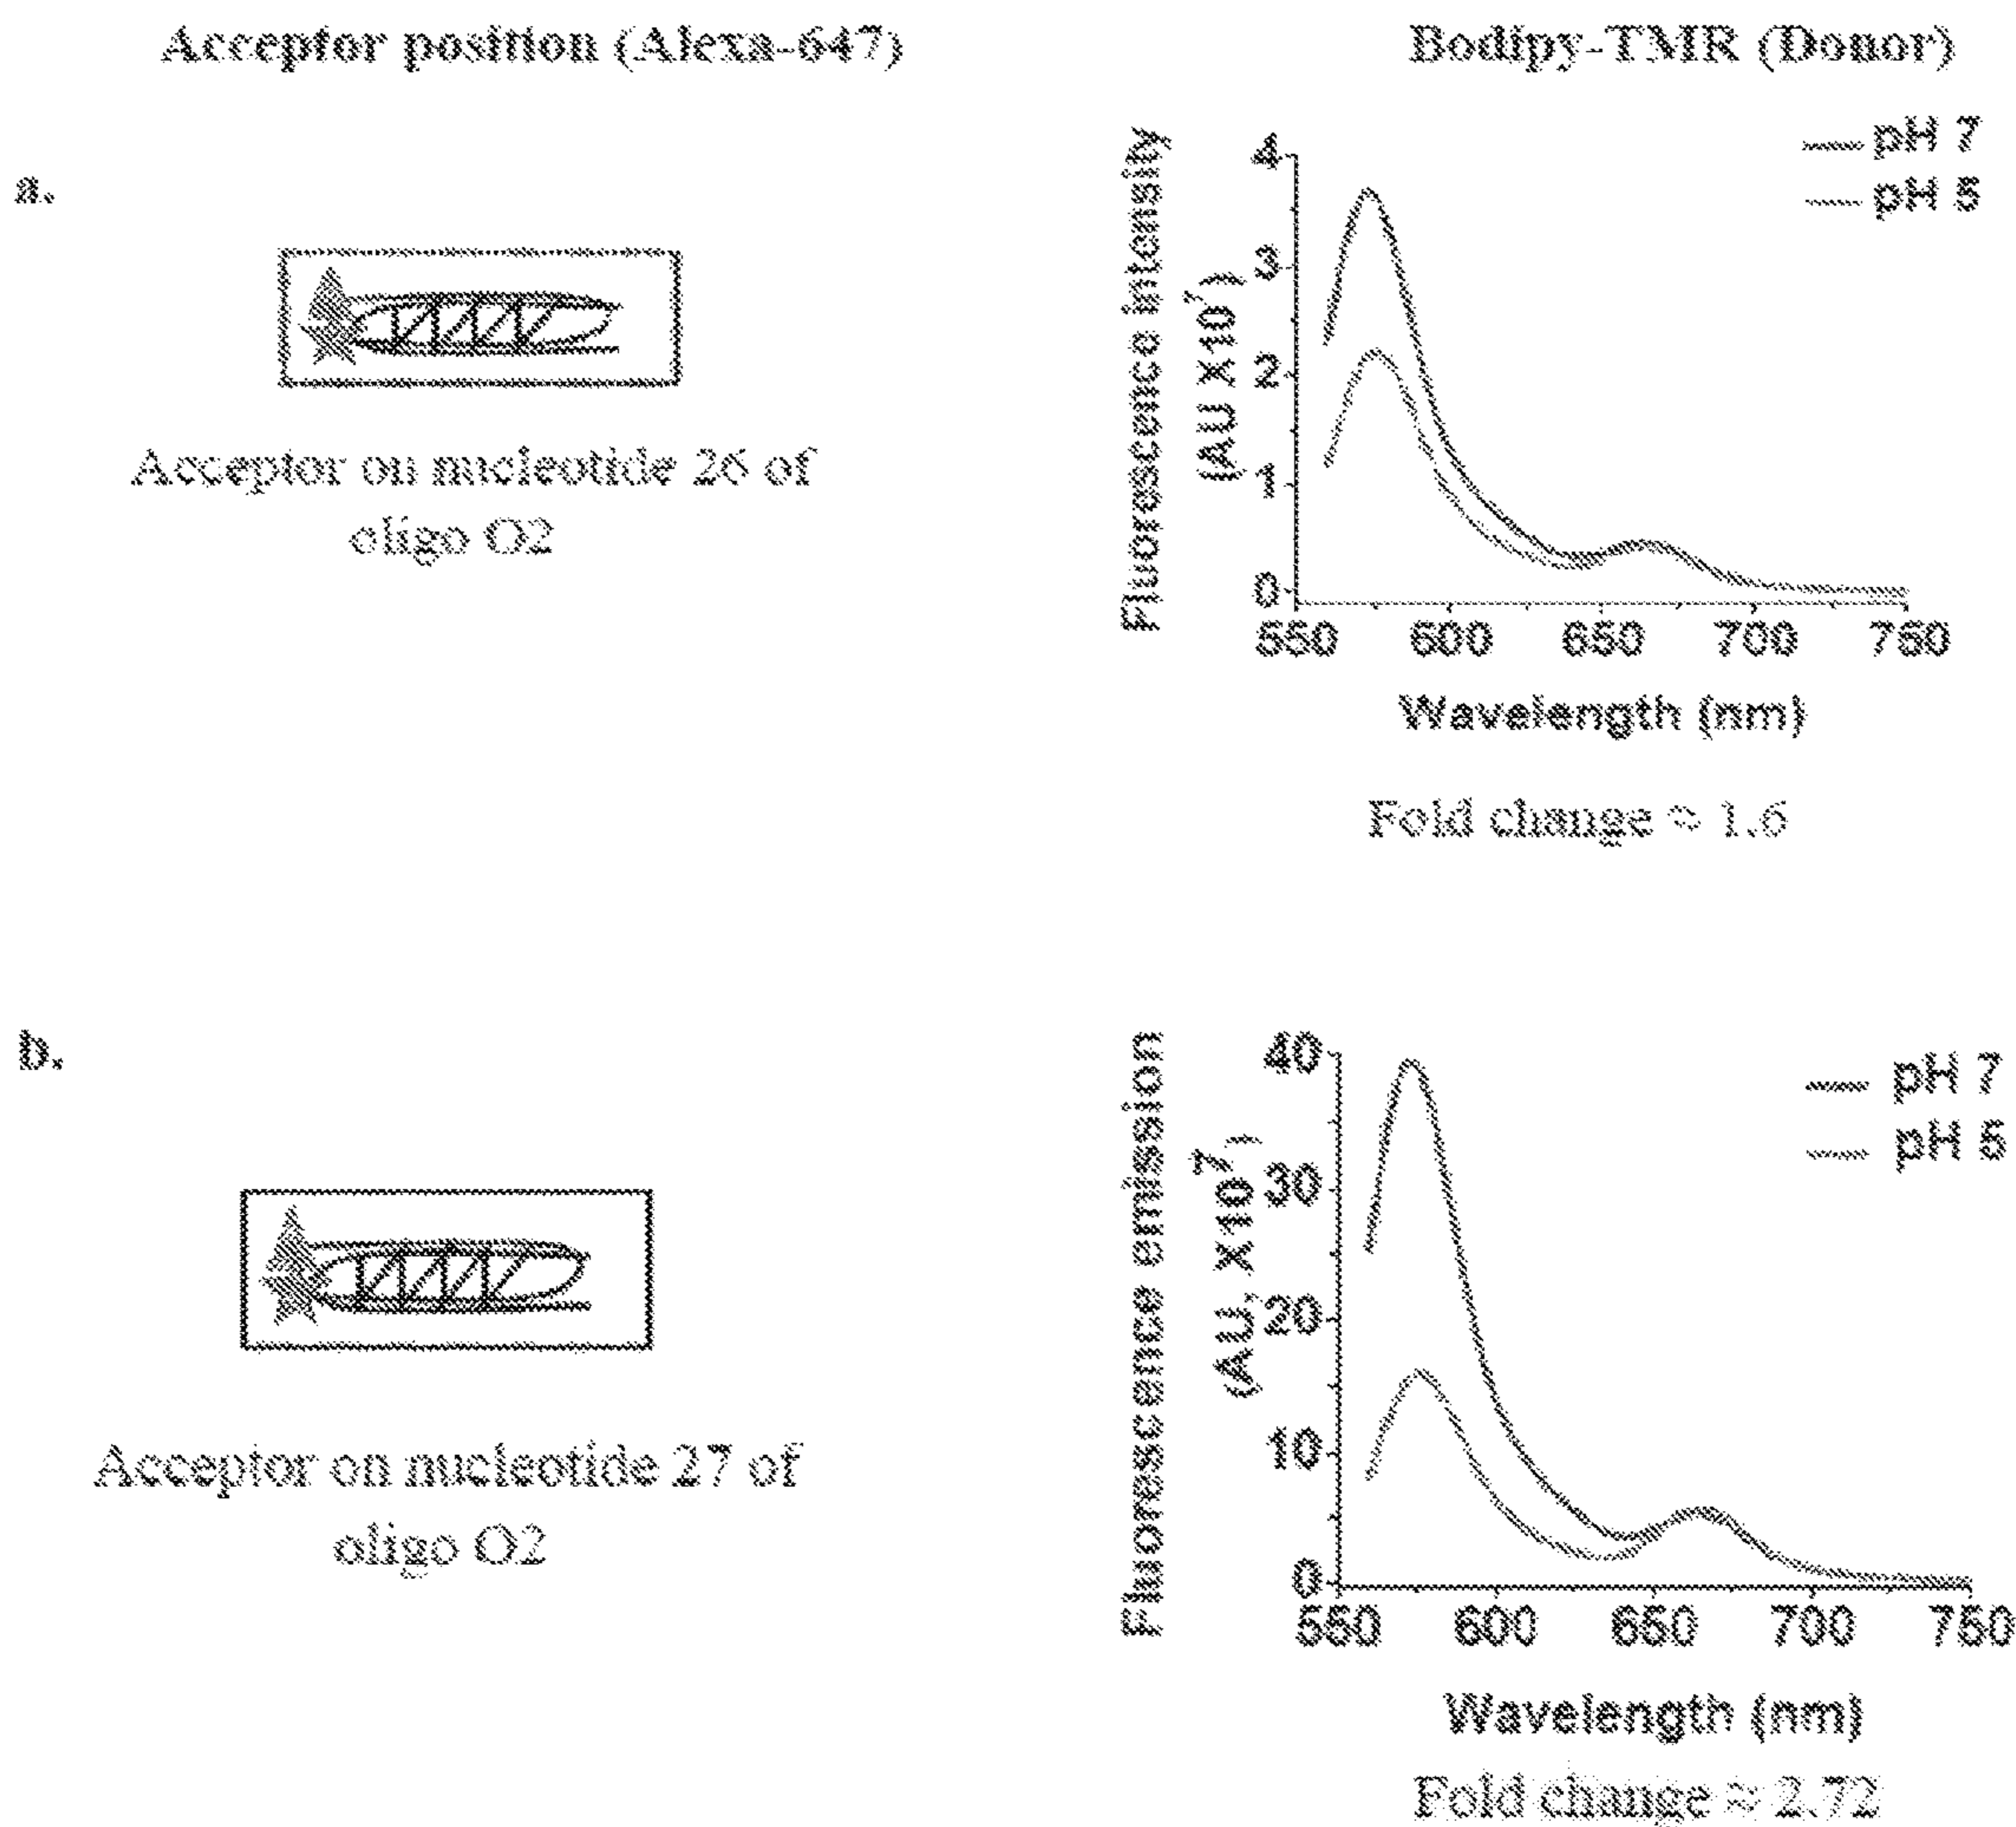 Acceptor position (Alexa-647)
Bodipy-TMR (Donor)
a.
Acceptor on nucleotide 26 of
oligo O2
Fluorescence intensity
(AU X10⁷)
4
3
2
1
0
550 600 650 700 750
Wavelength (nm)
pH 7
pH 5
Fold change ≈ 1.6
b.
Acceptor on nucleotide 27 of
oligo O2
Fluorescence emission
(AU, X10⁷)
40
30
20
10
0
550 600 650 700 750
Wavelength (nm)
pH 7
pH 5
Fold change ≈ 2.72